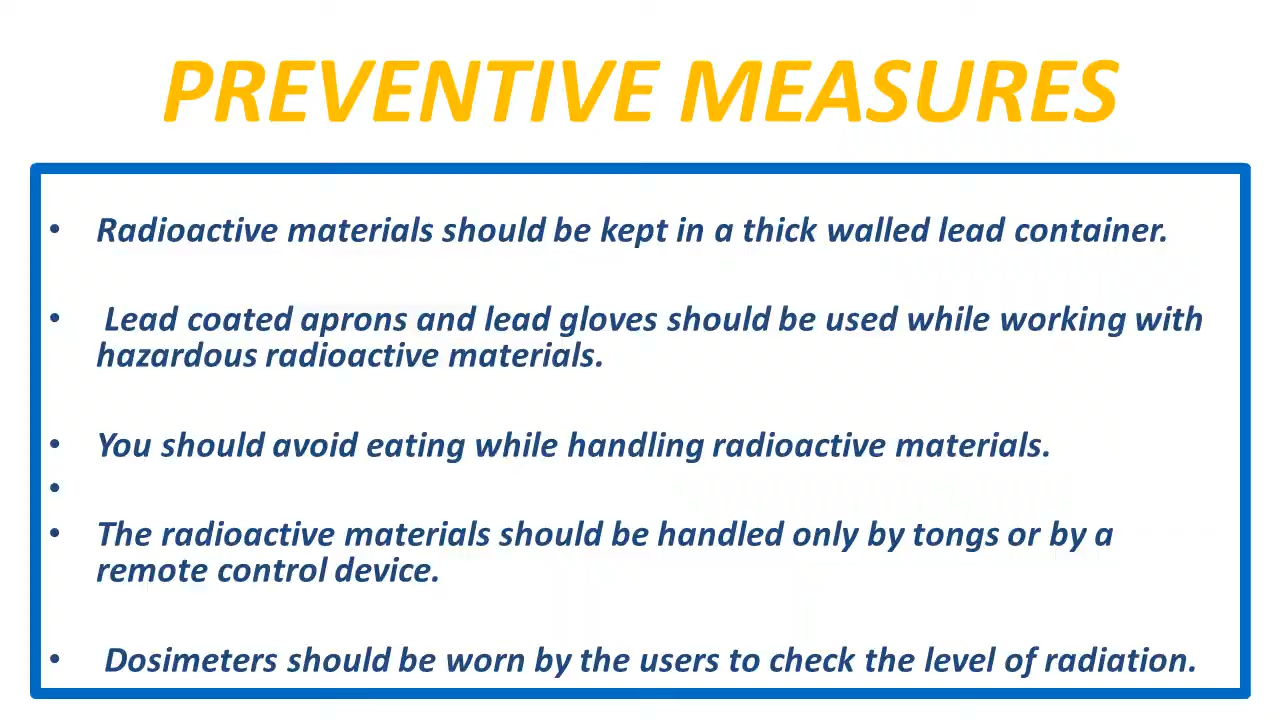 PREVENTIVE MEASURES
• Radioactive materials should be kept in a thick walled lead container.
• Lead coated aprons and lead gloves should be used while working with
hazardous radioactive materials.
• You should avoid eating while handling radioactive materials.
•
• The radioactive materials should be handled only by tongs or by a
remote control device.
• Dosimeters should be worn by the users to check the level of radiation.